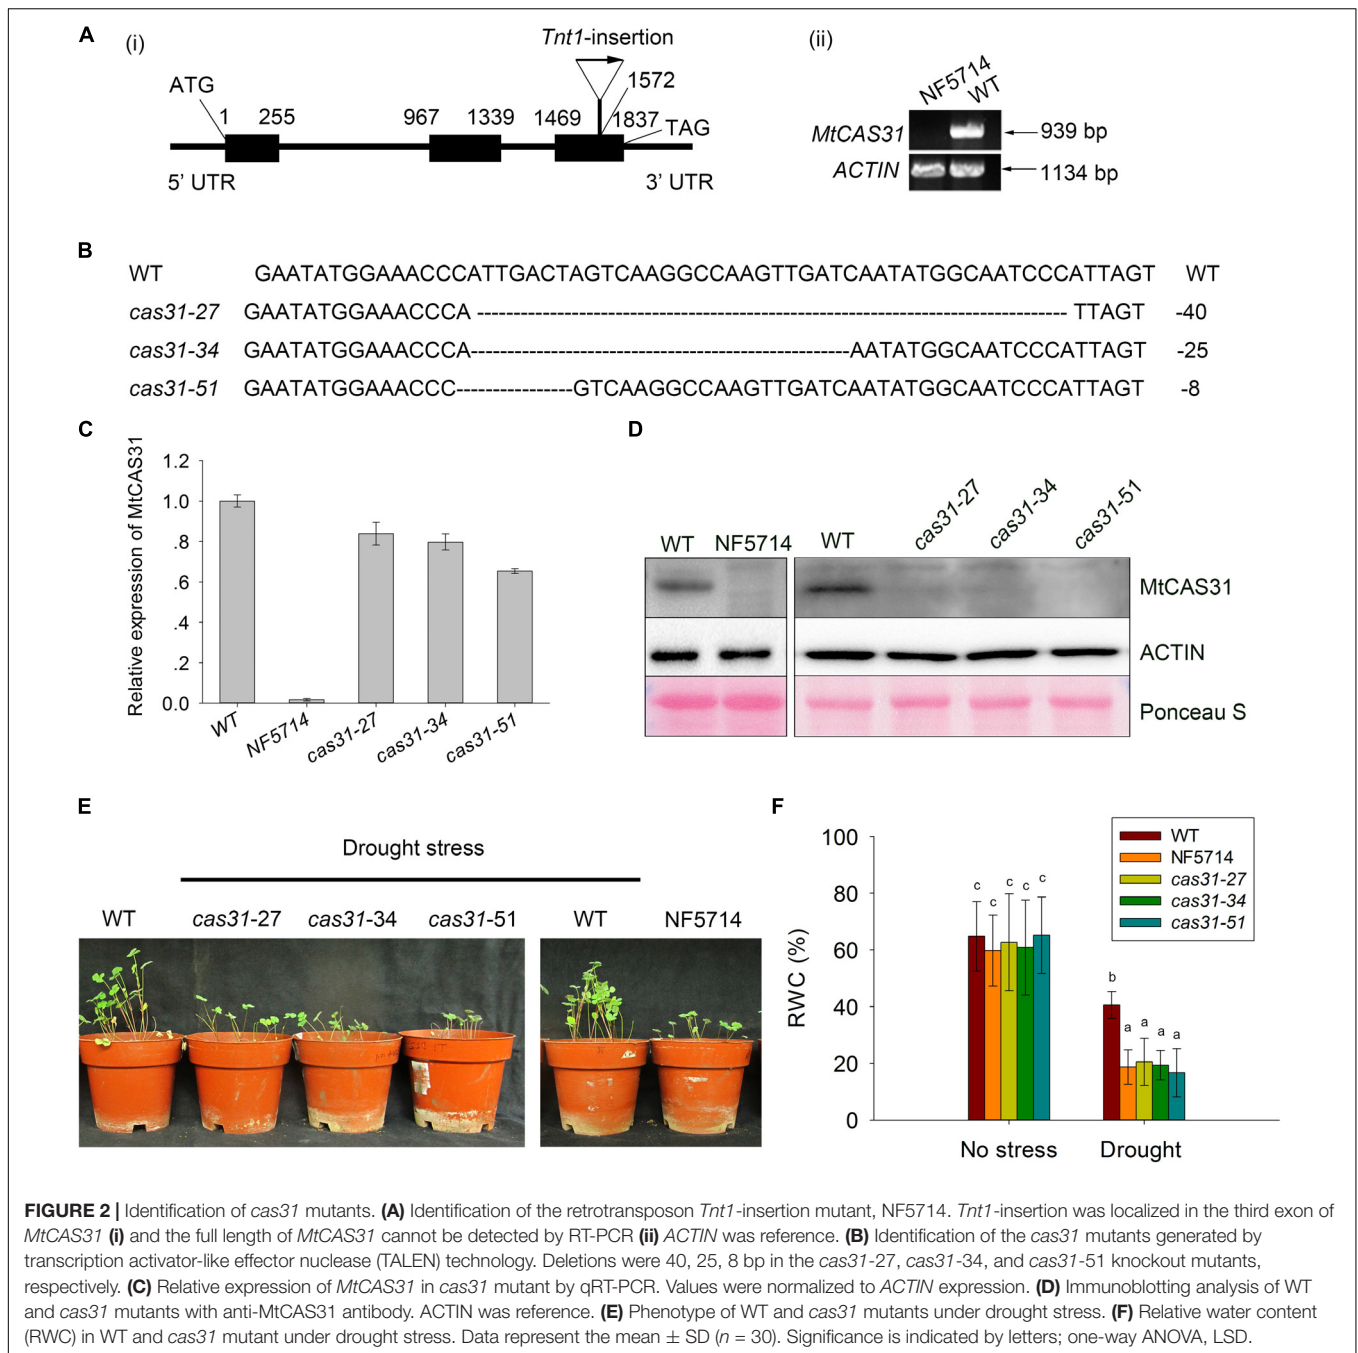 A
(i)
Tnt1-insertion
(ii)
ATG
1 255
967 1339
1469
1572
1837
TAG
5' UTR
3' UTR
NF5714
WT
MtCAS31
939 bp
ACTIN
1134 bp
B
WT GAATATGGAAACCCATTGACTAGTCAAGGCCAAGTTGATCAATATGGCAATCCCATTAGT WT
cas31-27 GAATATGGAAACCCA -------------------------------------------------------------------------------- TTAGT -40
cas31-34 GAATATGGAAACCCA----------------------------------------------------AATATGGCAATCCCATTAGT -25
cas31-51 GAATATGGAAACCC----------------GTCAAGGCCAAGTTGATCAATATGGCAATCCCATTAGT -8
C
Relative expression of MtCAS31
1.2
1.0
.8
.6
.4
.2
0.0
WT
NF5714
cas31-27
cas31-34
cas31-51
D
WT NF5714 WT cas31-27 cas31-34 cas31-51
MtCAS31
ACTIN
Ponceau S
E
Drought stress
WT cas31-27 cas31-34 cas31-51 WT NF5714
F
RWC (%)
100
80
60
40
20
0
WT
NF5714
cas31-27
cas31-34
cas31-51
c c c c c
b a a a a
No stress Drought
FIGURE 2 | Identification of cas31 mutants. (A) Identification of the retrotransposon Tnt1-insertion mutant, NF5714. Tnt1-insertion was localized in the third exon of
MtCAS31 (i) and the full length of MtCAS31 cannot be detected by RT-PCR (ii) ACTIN was reference. (B) Identification of the cas31 mutants generated by
transcription activator-like effector nuclease (TALEN) technology. Deletions were 40, 25, 8 bp in the cas31-27, cas31-34, and cas31-51 knockout mutants,
respectively. (C) Relative expression of MtCAS31 in cas31 mutant by qRT-PCR. Values were normalized to ACTIN expression. (D) Immunoblotting analysis of WT
and cas31 mutants with anti-MtCAS31 antibody. ACTIN was reference. (E) Phenotype of WT and cas31 mutants under drought stress. (F) Relative water content
(RWC) in WT and cas31 mutant under drought stress. Data represent the mean ± SD (n = 30). Significance is indicated by letters; one-way ANOVA, LSD.